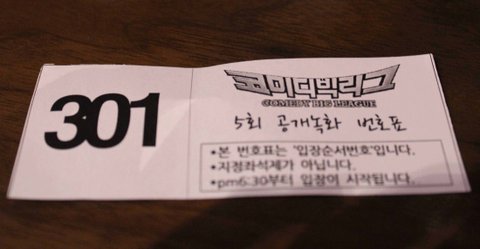 301
코미디빅리그
COMEDY BIG LEAGUE
5회 공개녹화 번호표
•본 번호표는 '입장순서번호'입니다.
•지정좌석제가 아닙니다.
•pm6:30부터 입장이 시작됩니다.